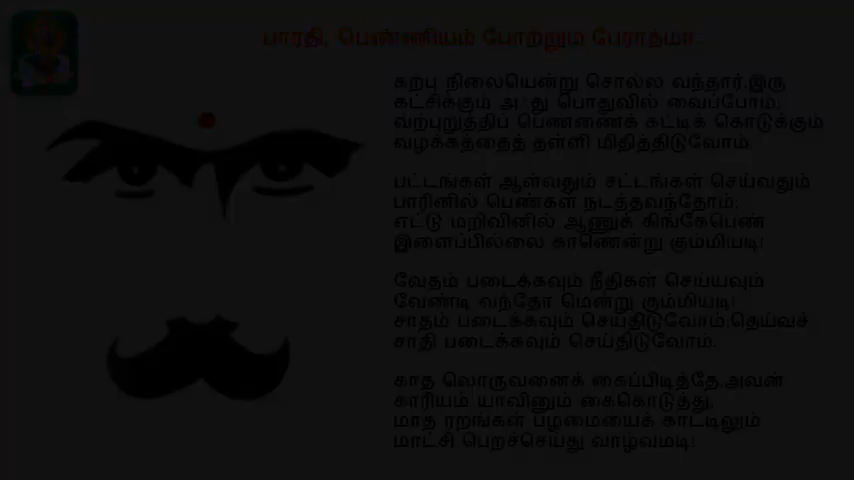 பாரதி, பெண்ணியம் போற்றும் பேராத்மா..
கற்பு நிலையென்று சொல்ல வந்தார்,இரு
கட்சிக்கும் அஃது பொதுவில் வைப்போம்;
வற்புறுத்திப் பெண்ணைக் கட்டிக் கொடுக்கும்
வழக்கத்தைத் தள்ளி மிதித்திடுவோம்.
பட்டங்கள் ஆள்வதும் சட்டங்கள் செய்வதும்
பாரினில் பெண்கள் நடத்தவந்தோம்;
எட்டு மறிவினில் ஆணுக் கிங்கேபெண்
இளைப்பில்லை காணென்று கும்மியடி!
வேதம் படைக்கவும் நீதிகள் செய்யவும்
வேண்டி வந்தோ மென்று கும்மியடி!
சாதம் படைக்கவும் செய்திடுவோம்;தெய்வச்
சாதி படைக்கவும் செய்திடுவோம்.
காத லொருவனைக் கைப்பிடித்தே,அவன்
காரியம் யாவினும் கைகொடுத்து,
மாத ரறங்கள் பழமையைக் காட்டிலும்
மாட்சி பெறச்செய்து வாழ்வமடி!